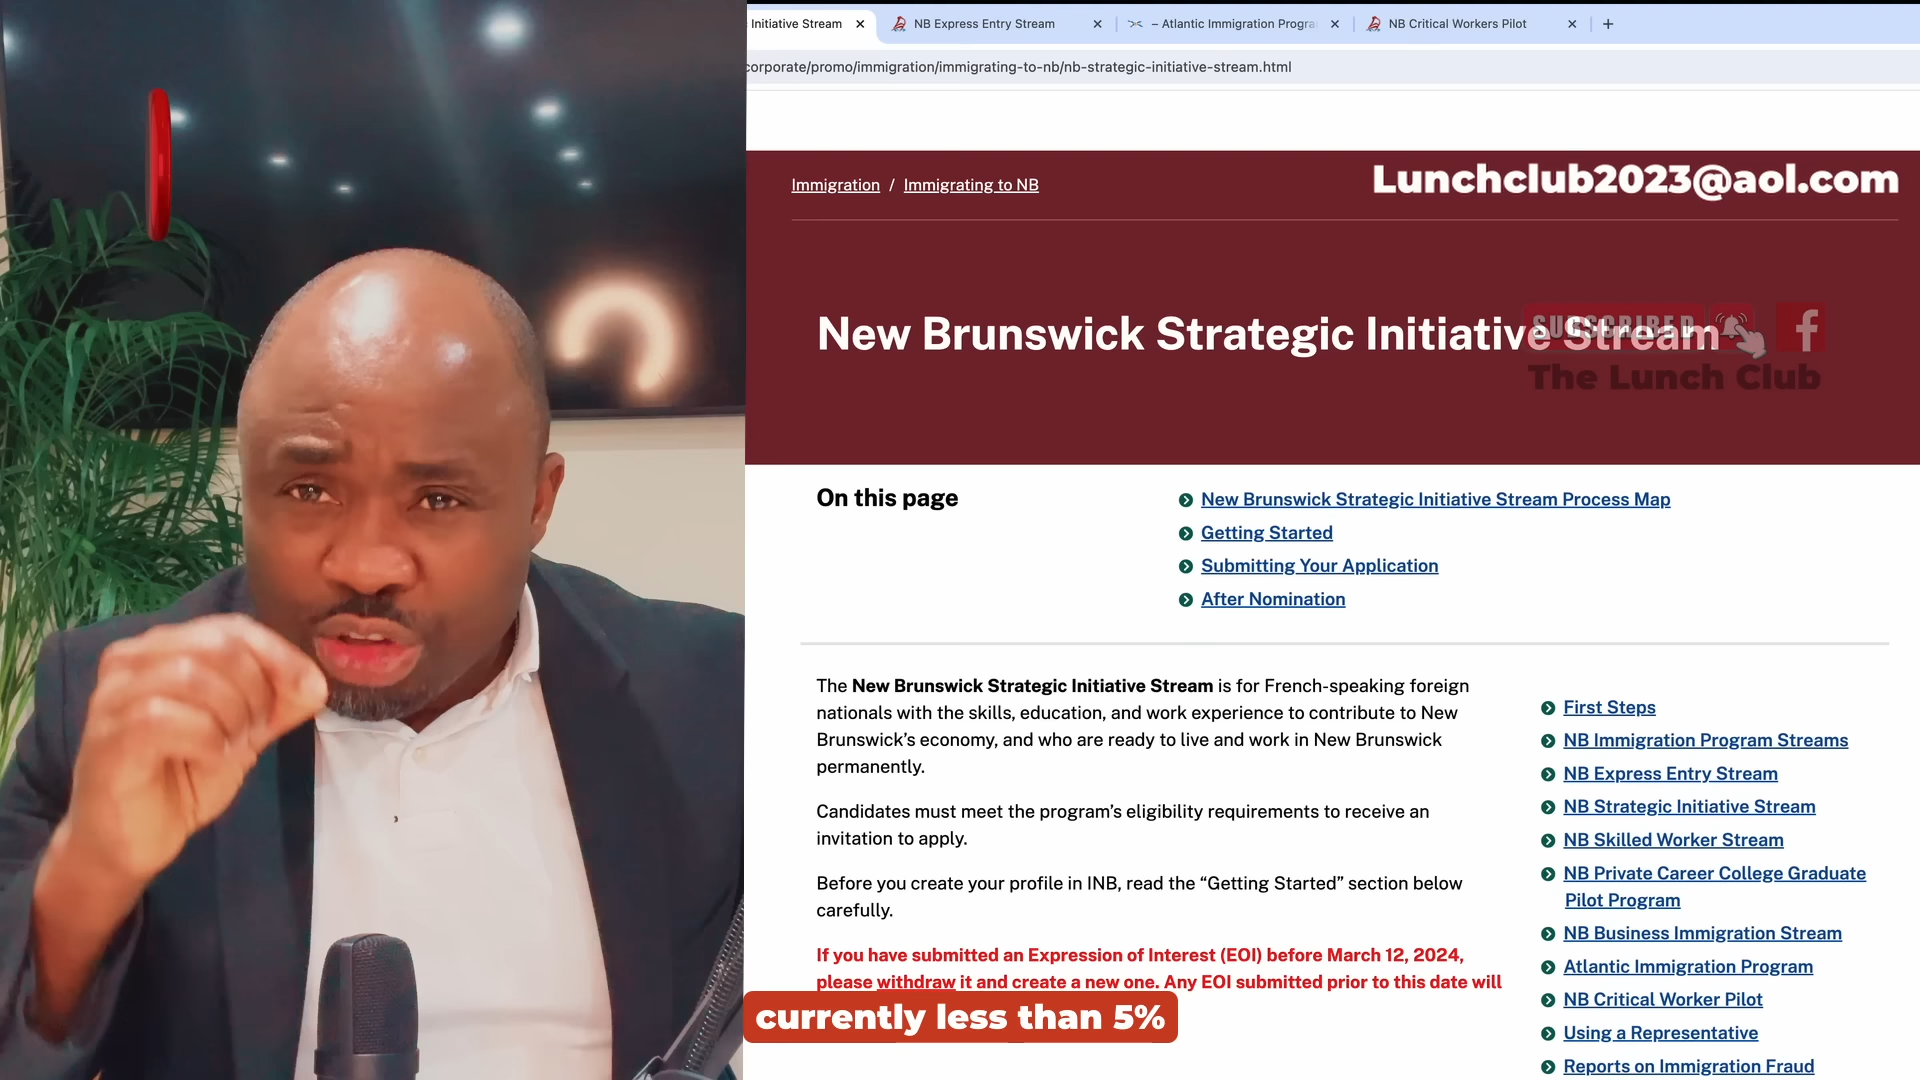 Initiative Stream
NB Express Entry Stream
– Atlantic Immigration Progra
NB Critical Workers Pilot
corporate/promo/immigration/immigrating-to-nb/nb-strategic-initiative-stream.html
Immigration / Immigrating to NB
Lunchclub2023@aol.com
New Brunswick Strategic Initiative Stream
SUBSCRIBED
The Lunch Club
On this page
New Brunswick Strategic Initiative Stream Process Map
Getting Started
Submitting Your Application
After Nomination
The New Brunswick Strategic Initiative Stream is for French-speaking foreign
nationals with the skills, education, and work experience to contribute to New
Brunswick’s economy, and who are ready to live and work in New Brunswick
permanently.
Candidates must meet the program’s eligibility requirements to receive an
invitation to apply.
Before you create your profile in INB, read the “Getting Started” section below
carefully.
If you have submitted an Expression of Interest (EOI) before March 12, 2024,
please withdraw it and create a new one. Any EOI submitted prior to this date will
currently less than 5%
First Steps
NB Immigration Program Streams
NB Express Entry Stream
NB Strategic Initiative Stream
NB Skilled Worker Stream
NB Private Career College Graduate
Pilot Program
NB Business Immigration Stream
Atlantic Immigration Program
NB Critical Worker Pilot
Using a Representative
Reports on Immigration Fraud